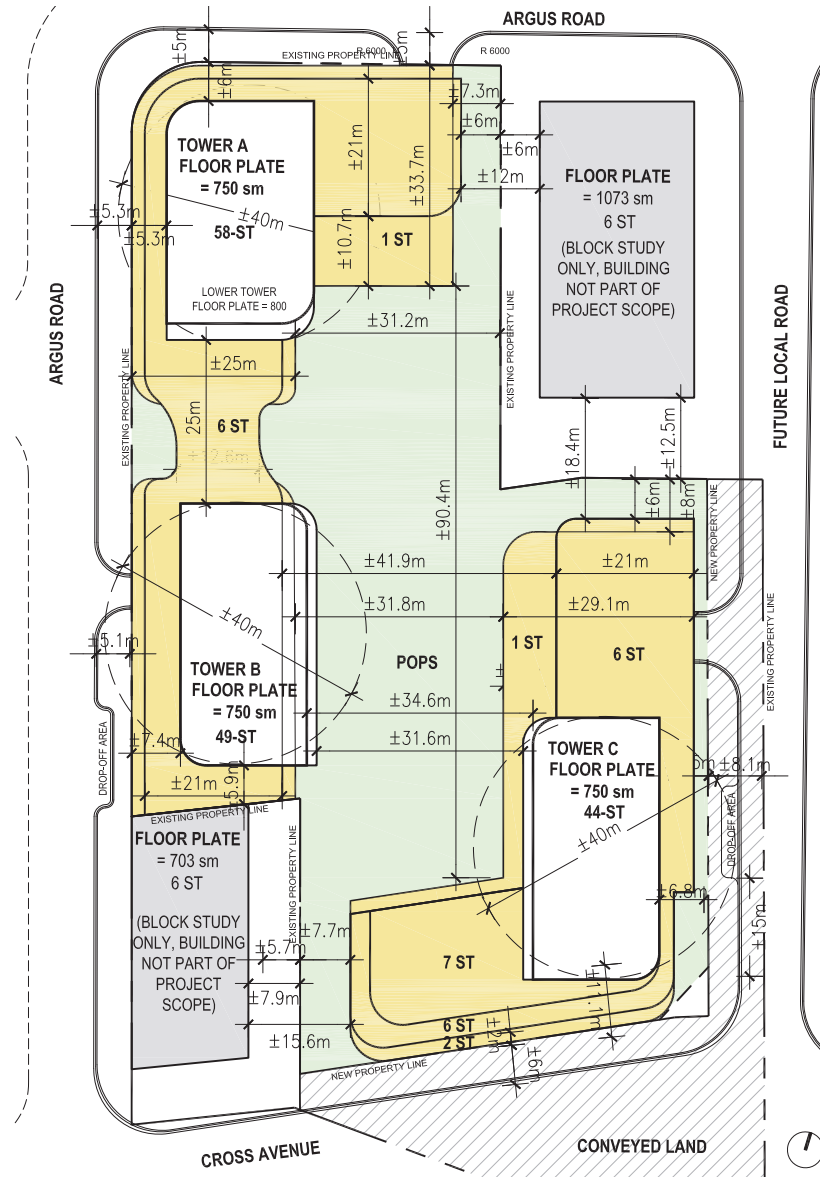 ARGUS ROAD
EXISTING PROPERTY LINE
R 6000
R 6000
±5m
±6m
±5m
±7.3m
±6m
±6m
±12m
±21m
±33.7m
±10.7m
TOWER A
FLOOR PLATE
= 750 sm
58-ST
±40m
1 ST
LOWER TOWER
FLOOR PLATE = 800
±5.3m
±5.3m
FLOOR PLATE
= 1073 sm
6 ST
(BLOCK STUDY
ONLY, BUILDING
NOT PART OF
PROJECT SCOPE)
ARGUS ROAD
FUTURE LOCAL ROAD
EXISTING PROPERTY LINE
EXISTING PROPERTY LINE
±31.2m
±25m
25m
6 ST
±12.6m
±90.4m
±18.4m
±12.5m
±6m
±8m
NEW PROPERTY LINE
EXISTING PROPERTY LINE
±41.9m
±21m
±31.8m
±29.1m
±40m
±5.1m
POPS
1 ST
6 ST
TOWER B
FLOOR PLATE
= 750 sm
49-ST
±34.6m
±31.6m
±7.4m
±21m
±5.9m
DROP-OFF AREA
TOWER C
FLOOR PLATE
= 750 sm
44-ST
±40m
±8.1m
DROP-OFF AREA
±6.8m
±15m
EXISTING PROPERTY LINE
FLOOR PLATE
= 703 sm
6 ST
(BLOCK STUDY
ONLY, BUILDING
NOT PART OF
PROJECT
SCOPE)
EXISTING PROPERTY LINE
±7.7m
±5.7m
±7.9m
±15.6m
7 ST
6 ST
2 ST
±2m
±9m
NEW PROPERTY LINE
CROSS AVENUE
CONVEYED LAND